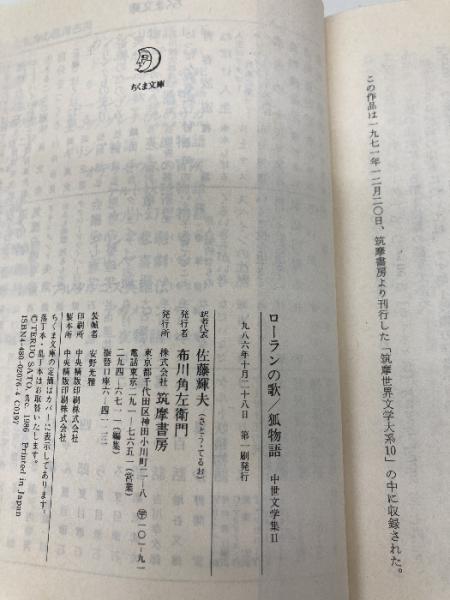 この作品は一九七一年一二月二〇日、筑摩書房より刊行した「筑摩世界文学大系10」の中に収録された。
ちくま文庫
ローランの歌/狐物語 中世文学集II
一九八六年十月二十八日 第一刷発行
訳者代表 佐藤輝夫(さとう・てるお)
発行者 布川角左衛門
発行所 株式会社 筑摩書房
東京都千代田区神田小川町二—八 〒一〇一—九一
電話東京二九一—七六五一(営業)
二九四—六七一一(編集)
振替口座六—四一二三
装幀者 安野光雅
印刷所 中央精版印刷株式会社
製本所 中央精版印刷株式会社
ちくま文庫の定価はカバーに表示してあります。
落丁本・乱丁本はお取替いたします。
©TERUO SATO, etc. 1986 Printed in Japan
ISBN4-480-02076-4 C0197